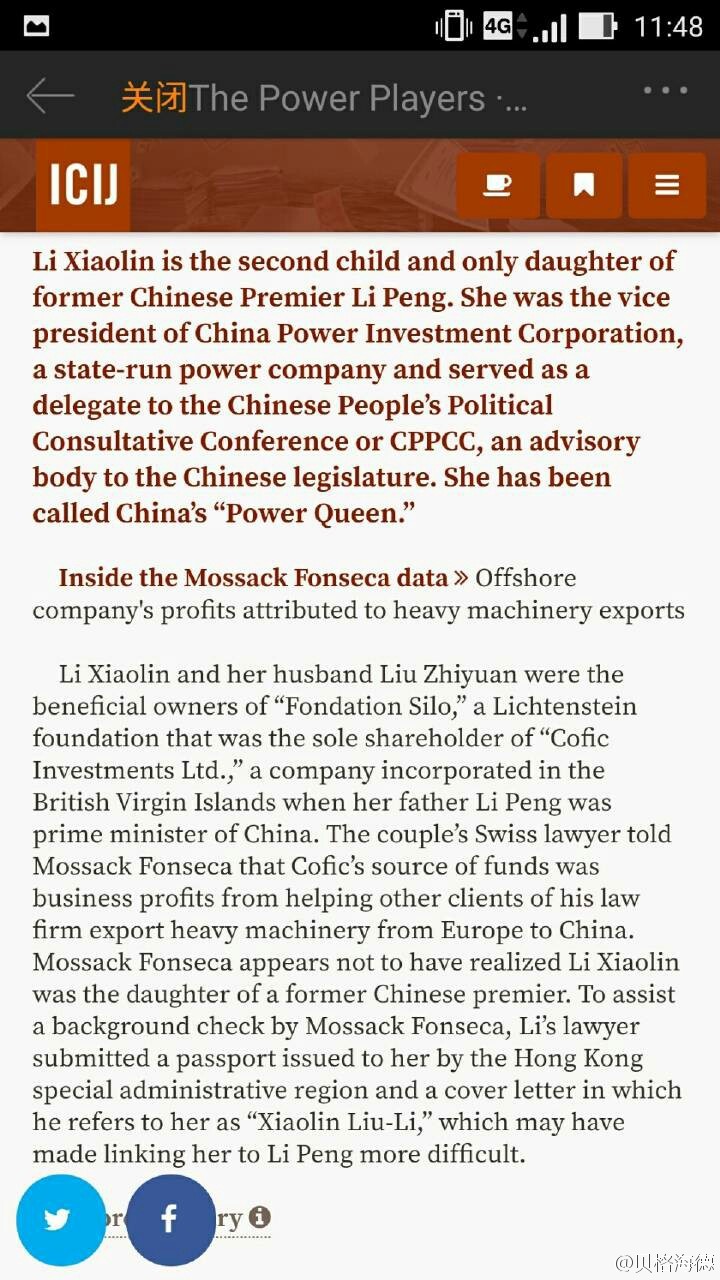 4G 11:48
关闭The Power Players ·...
ICIJ
Li Xiaolin is the second child and only daughter of
former Chinese Premier Li Peng. She was the vice
president of China Power Investment Corporation,
a state-run power company and served as a
delegate to the Chinese People’s Political
Consultative Conference or CPPCC, an advisory
body to the Chinese legislature. She has been
called China’s “Power Queen.”
Inside the Mossack Fonseca data » Offshore
company's profits attributed to heavy machinery exports
Li Xiaolin and her husband Liu Zhiyuan were the
beneficial owners of “Fondation Silo,” a Lichtenstein
foundation that was the sole shareholder of “Cofic
Investments Ltd.,” a company incorporated in the
British Virgin Islands when her father Li Peng was
prime minister of China. The couple’s Swiss lawyer told
Mossack Fonseca that Cofic’s source of funds was
business profits from helping other clients of his law
firm export heavy machinery from Europe to China.
Mossack Fonseca appears not to have realized Li Xiaolin
was the daughter of a former Chinese premier. To assist
a background check by Mossack Fonseca, Li’s lawyer
submitted a passport issued to her by the Hong Kong
special administrative region and a cover letter in which
he refers to her as “Xiaolin Liu-Li,” which may have
made linking her to Li Peng more difficult.
@贝格海德